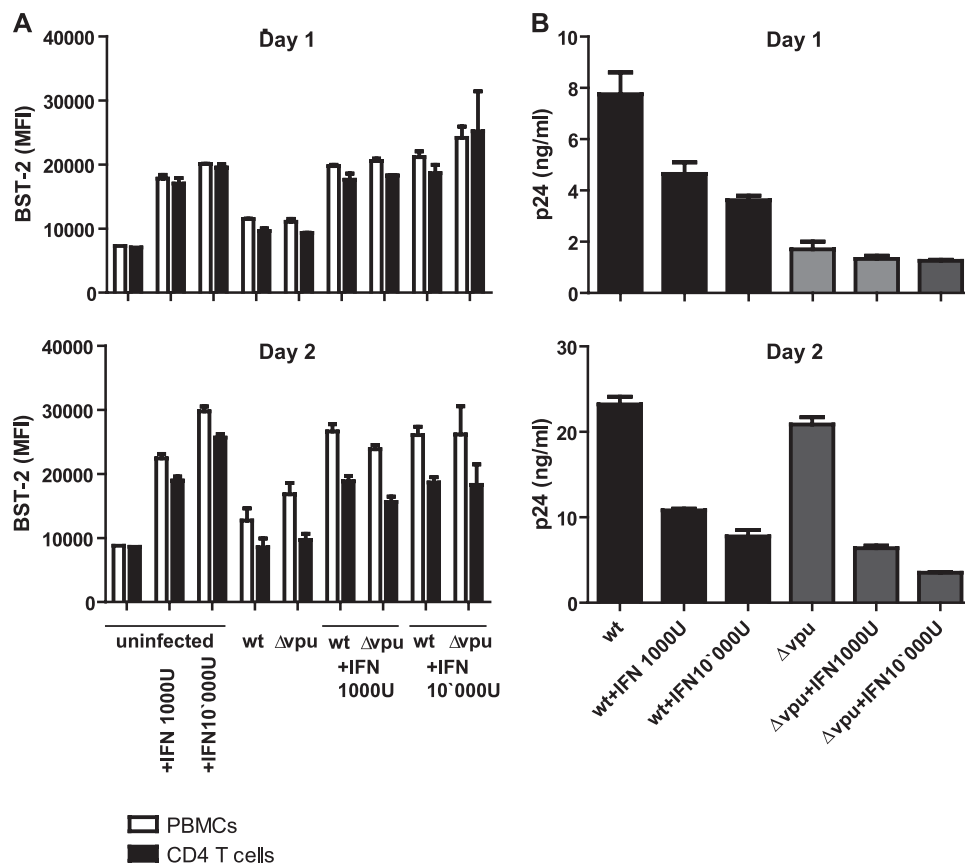 A
Day 1
BST-2 (MFI)
40000
30000
20000
10000
0
Day 2
BST-2 (MFI)
40000
30000
20000
10000
0
uninfected
+IFN 1000U
+IFN10`000U
wt Δvpu
wt Δvpu
+IFN
1000U
wt Δvpu
+IFN
10`000U
PBMCs
CD4 T cells
B
Day 1
p24 (ng/ml)
10
8
6
4
2
0
Day 2
p24 (ng/ml)
30
20
10
0
wt
wt+IFN 1000U
wt+IFN10`000U
Δvpu
Δvpu+IFN1000U
Δvpu+IFN10`000U